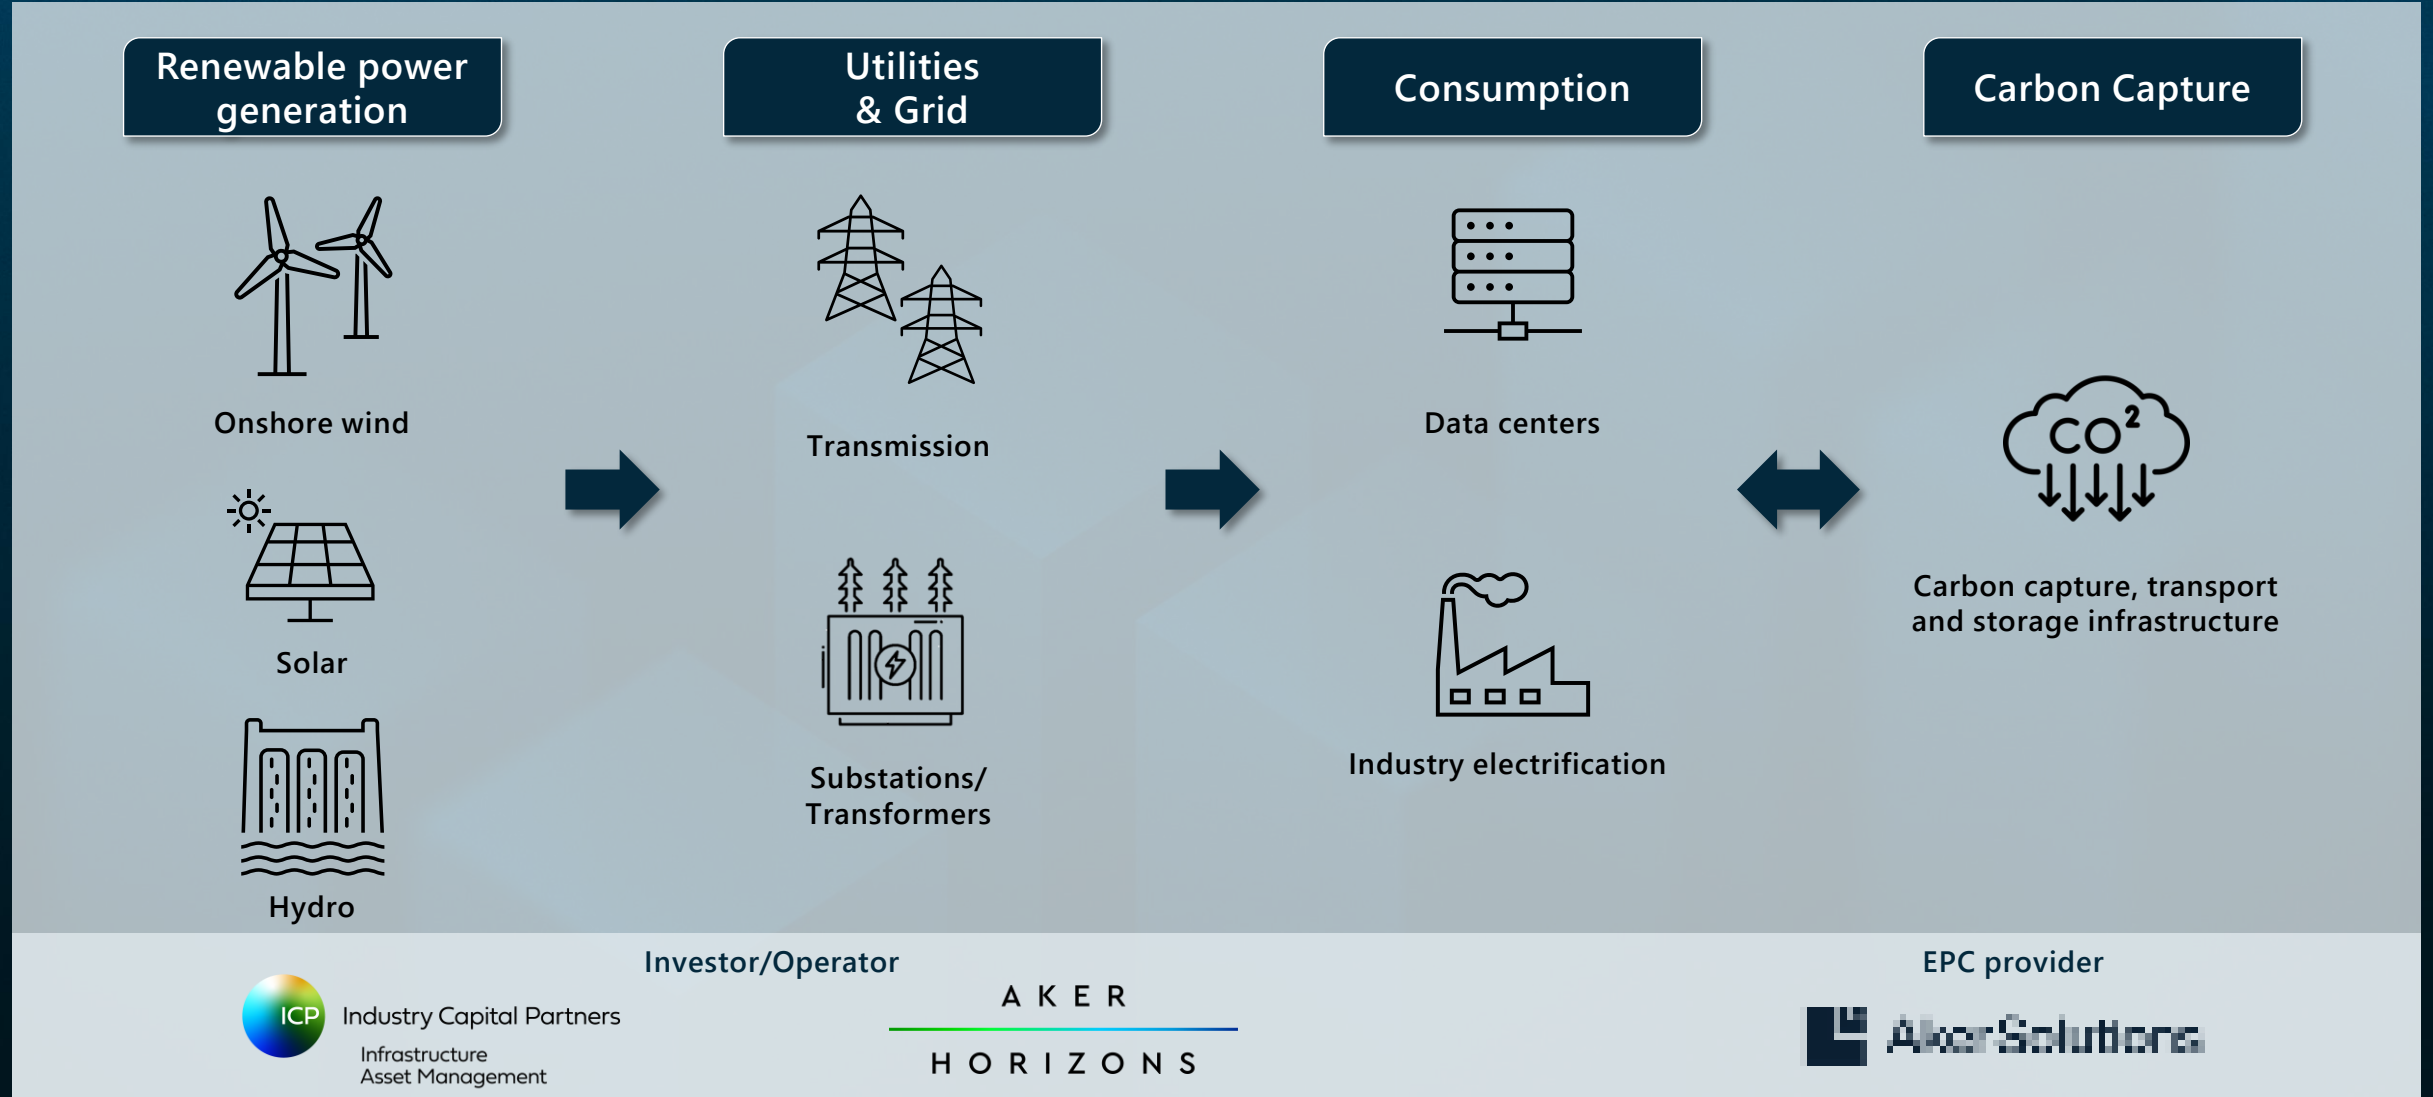 Renewable power
generation
Utilities
& Grid
Consumption
Carbon Capture
Onshore wind
Solar
Hydro
Transmission
Substations/
Transformers
Data centers
Industry electrification
CO²
Carbon capture, transport
and storage infrastructure
Investor/Operator
ICP
Industry Capital Partners
Infrastructure
Asset Management
AKER
HORIZONS
EPC provider
AkerSolutions